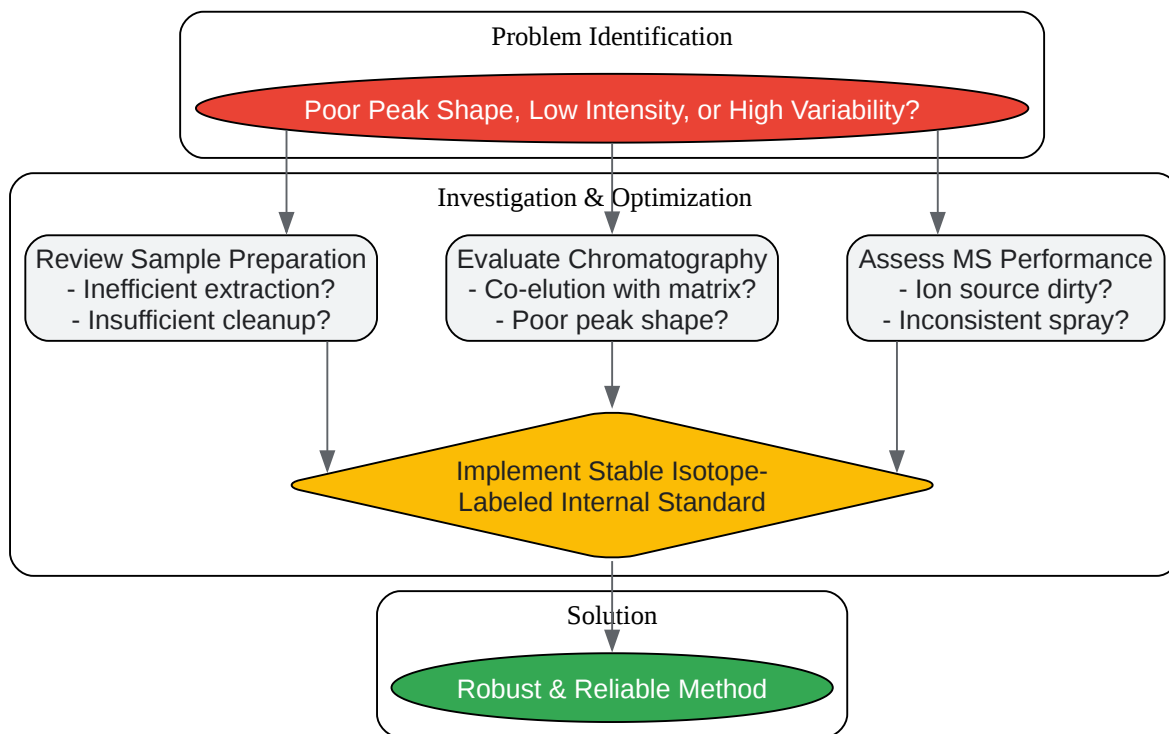 Problem Identification
Poor Peak Shape, Low Intensity, or High Variability?
Investigation & Optimization
Review Sample Preparation
- Inefficient extraction?
- Insufficient cleanup?
Evaluate Chromatography
- Co-elution with matrix?
- Poor peak shape?
Assess MS Performance
- Ion source dirty?
- Inconsistent spray?
Implement Stable Isotope-
Labeled Internal Standard
Solution
Robust & Reliable Method